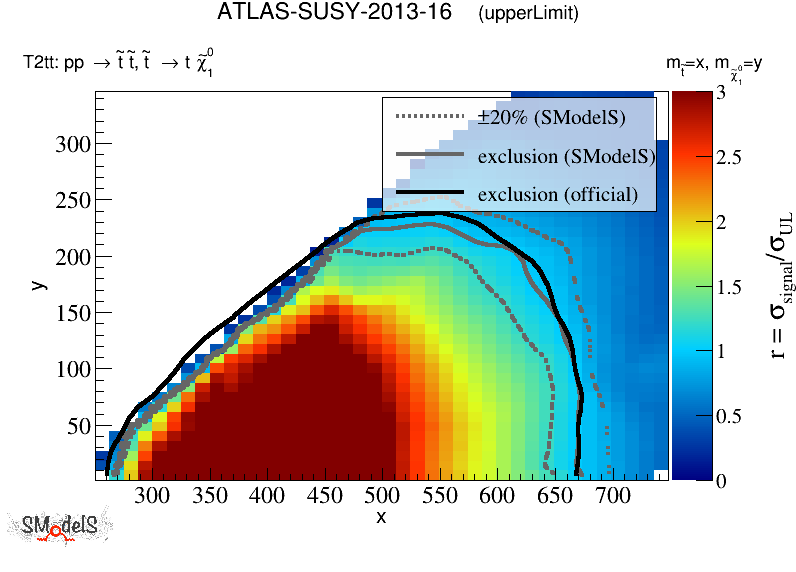 ATLAS-SUSY-2013-16 (upperLimit)
T2tt: pp → t̃ t̃, t̃ → t χ̃₁⁰
m_t̃=x, m_χ̃₁⁰=y
±20% (SModelS)
exclusion (SModelS)
exclusion (official)
300
250
200
150
100
50
y
300 350 400 450 500 550 600 650 700
x
3
2.5
2
1.5
1
0.5
0
r = σ_signal/σ_UL
SModelS